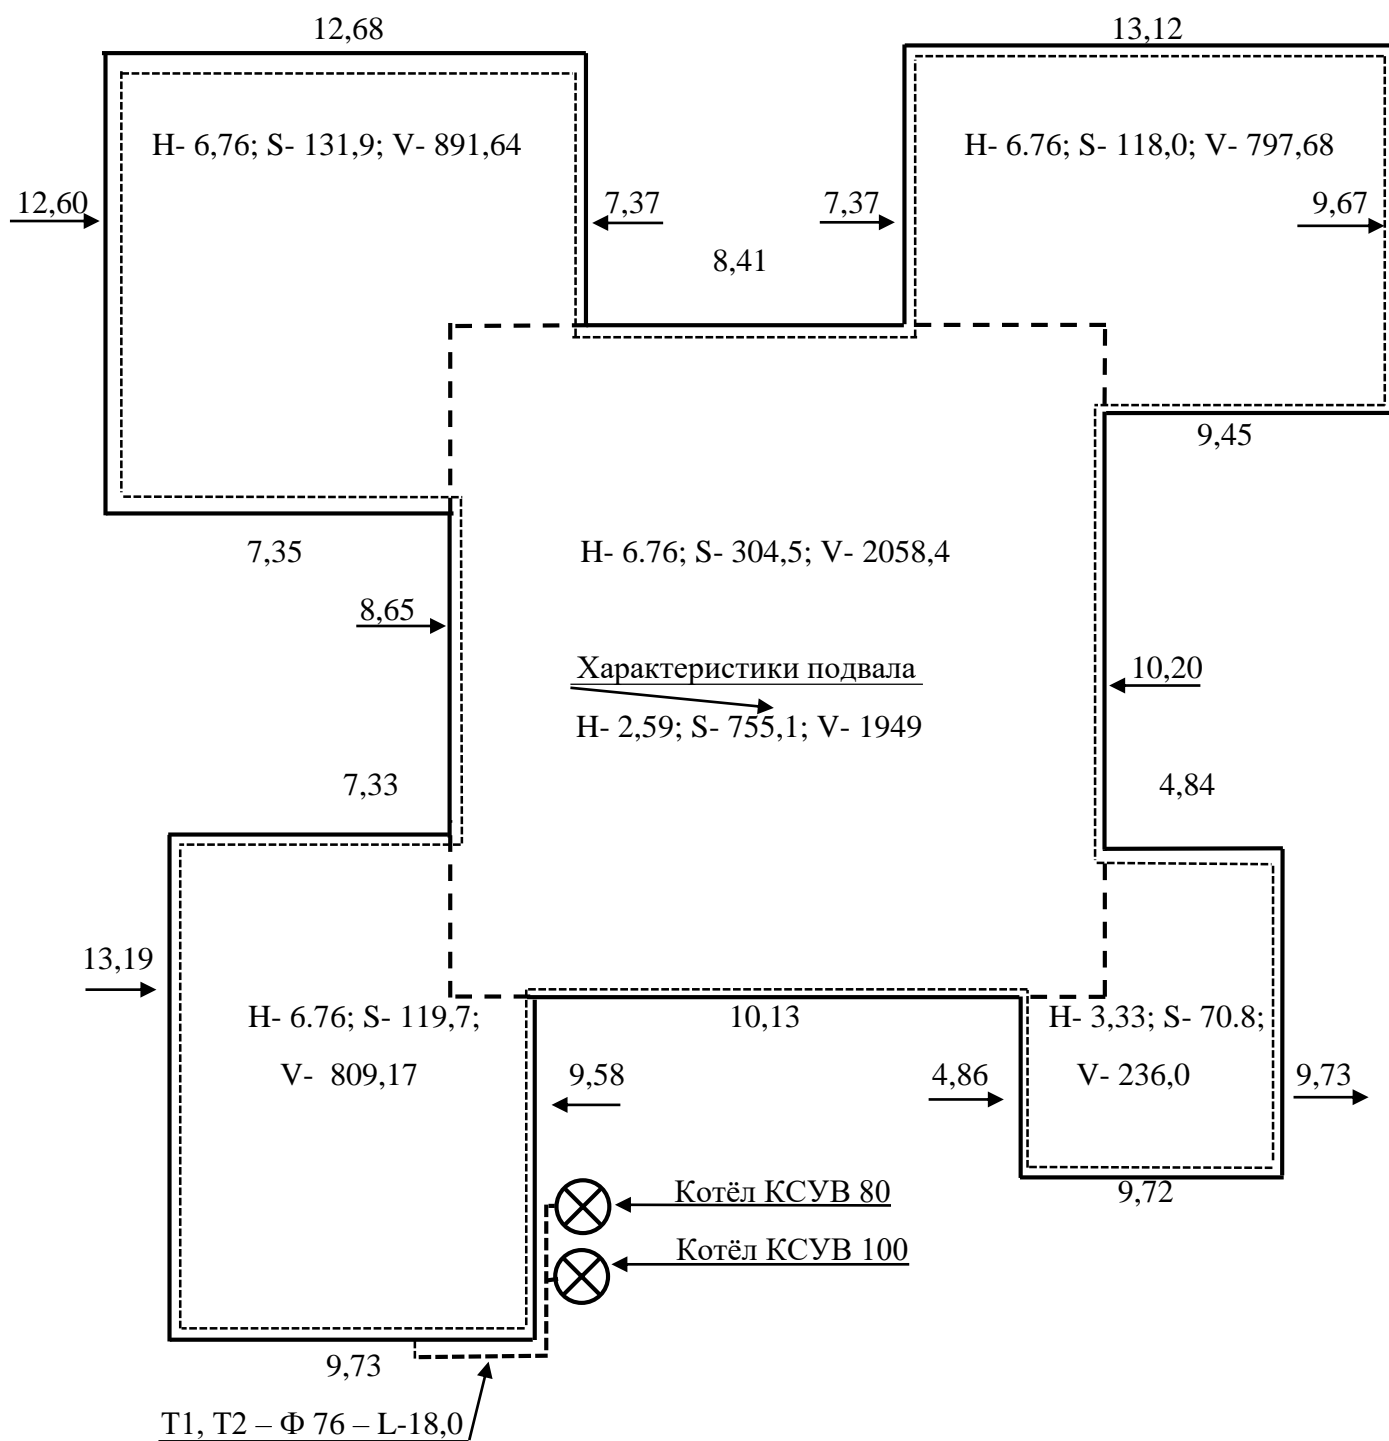 12,68
13,12
H- 6,76; S- 131,9; V- 891,64
H- 6.76; S- 118,0; V- 797,68
12,60
7,37
7,37
9,67
8,41
9,45
7,35
H- 6.76; S- 304,5; V- 2058,4
8,65
Характеристики подвала
10,20
H- 2,59; S- 755,1; V- 1949
7,33
4,84
13,19
H- 6.76; S- 119,7;
V-  809,17
10,13
H- 3,33; S- 70.8;
V- 236,0
9,58
4,86
9,73
Котёл КСУВ 80
9,72
Котёл КСУВ 100
9,73
Т1, Т2 – Ф 76 – L-18,0